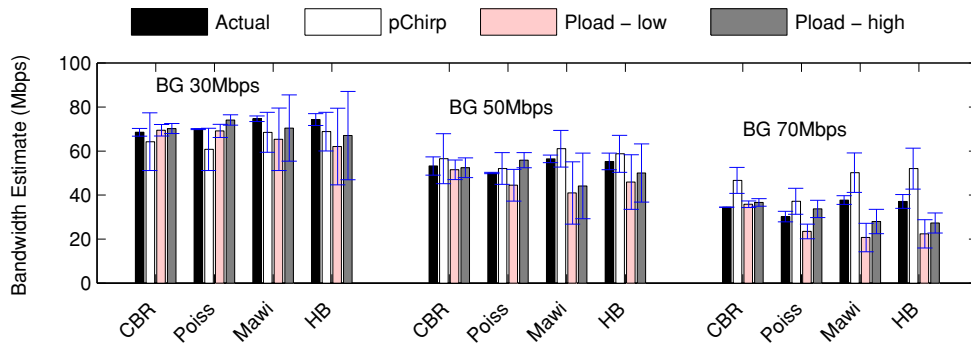 Actual pChirp Pload - low Pload - high
Bandwidth Estimate (Mbps)
100
80
60
40
20
0
BG 30Mbps
BG 50Mbps
BG 70Mbps
CBR Poiss Mawi HB CBR Poiss Mawi HB CBR Poiss Mawi HB